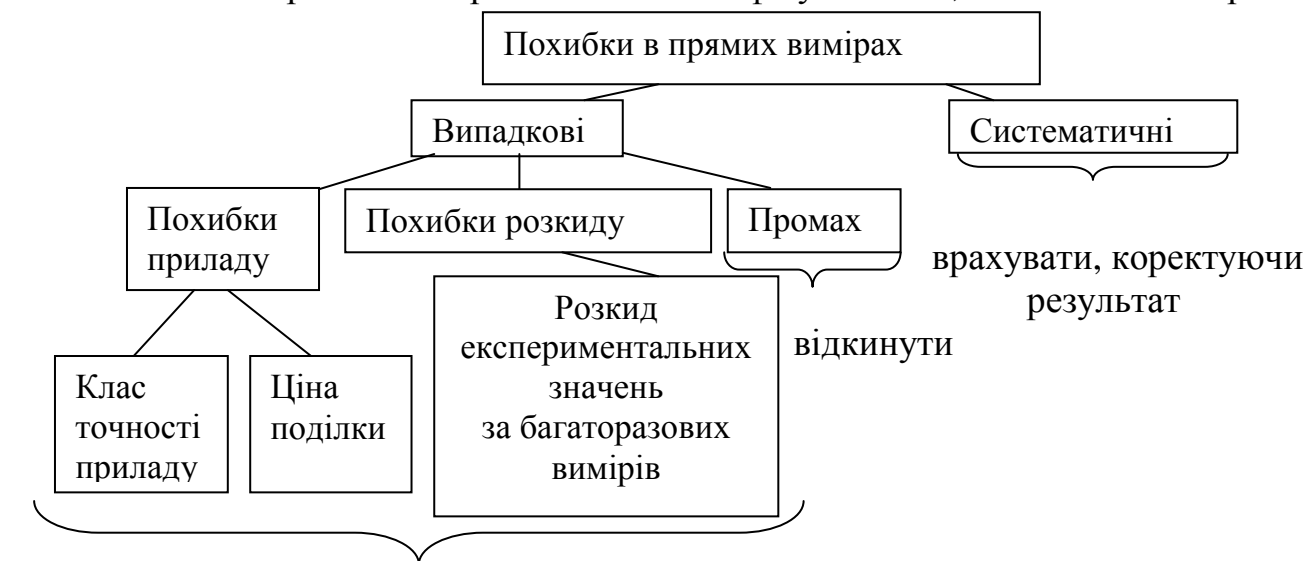 Похибки в прямих вимірах
Випадкові
Систематичні
Похибки
приладу
Похибки розкиду
Промах
врахувати, коректуючи
результат
відкинути
Розкид
експериментальних
значень
за багаторазових
вимірів
Клас
точності
приладу
Ціна
поділки